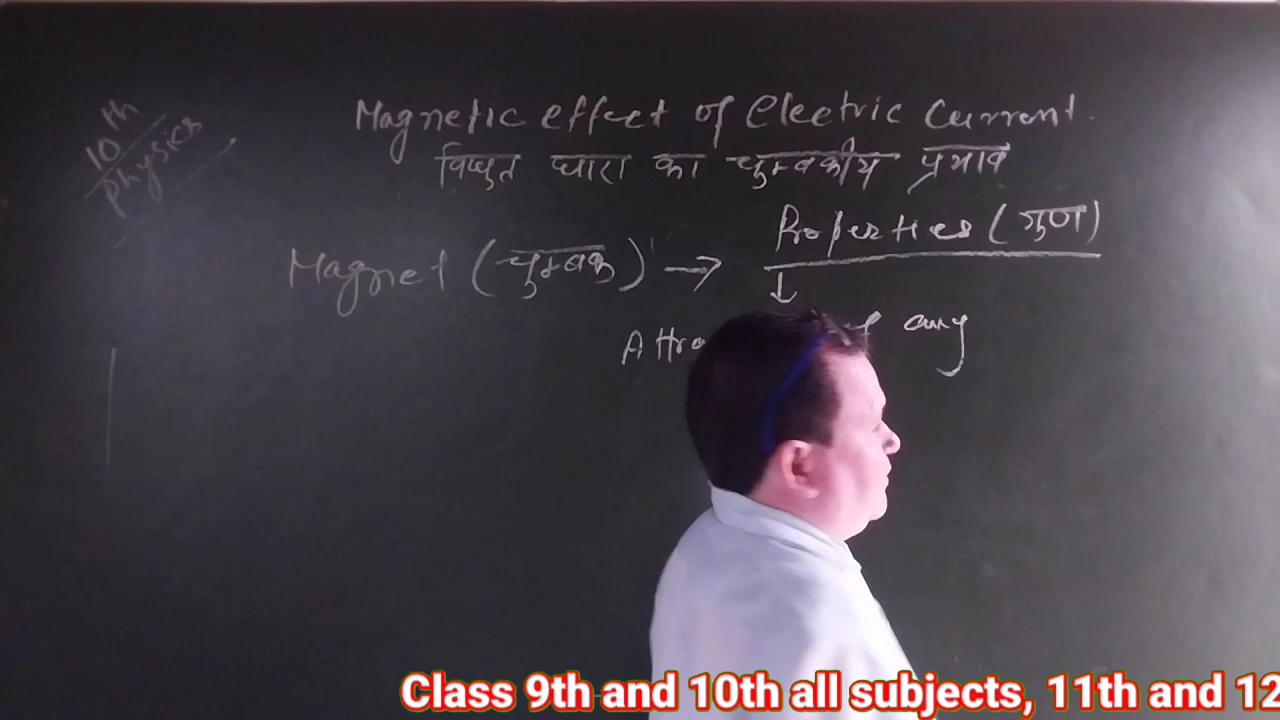 10th
Physics
Magnetic effect of Electric Current.
विद्युत धारा का चुम्बकीय प्रभाव
Properties (गुण)
Magnet (चुम्बक) →
↓
any
Class 9th and 10th all subjects, 11th and 12